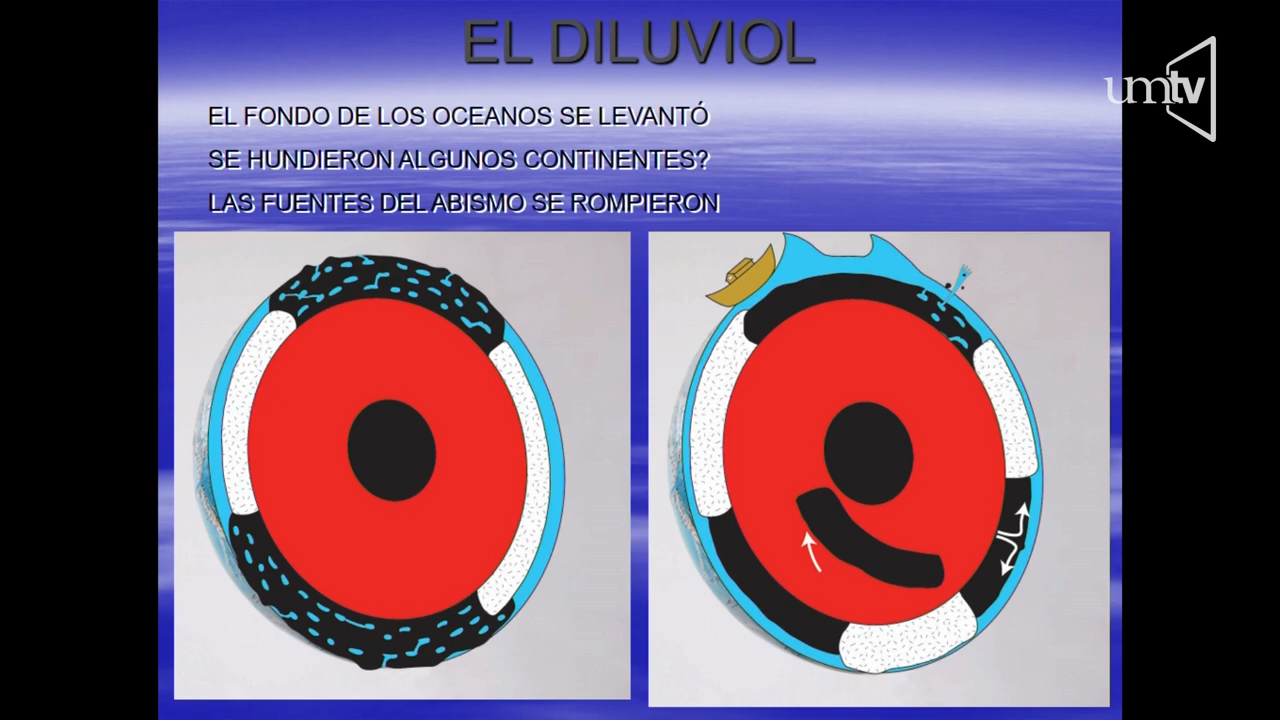 EL DILUVIOL
umtv
EL FONDO DE LOS OCEANOS SE LEVANTÓ
SE HUNDIERON ALGUNOS CONTINENTES?
LAS FUENTES DEL ABISMO SE ROMPIERON